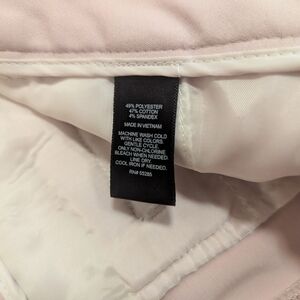 49% POLYESTER
47% COTTON
4% SPANDEX
MADE IN VIETNAM
MACHINE WASH COLD
WITH LIKE COLORS.
GENTLE CYCLE.
ONLY NON-CHLORINE
BLEACH WHEN NEEDED.
LINE DRY.
COOL IRON IF NEEDED.
RN# 55285